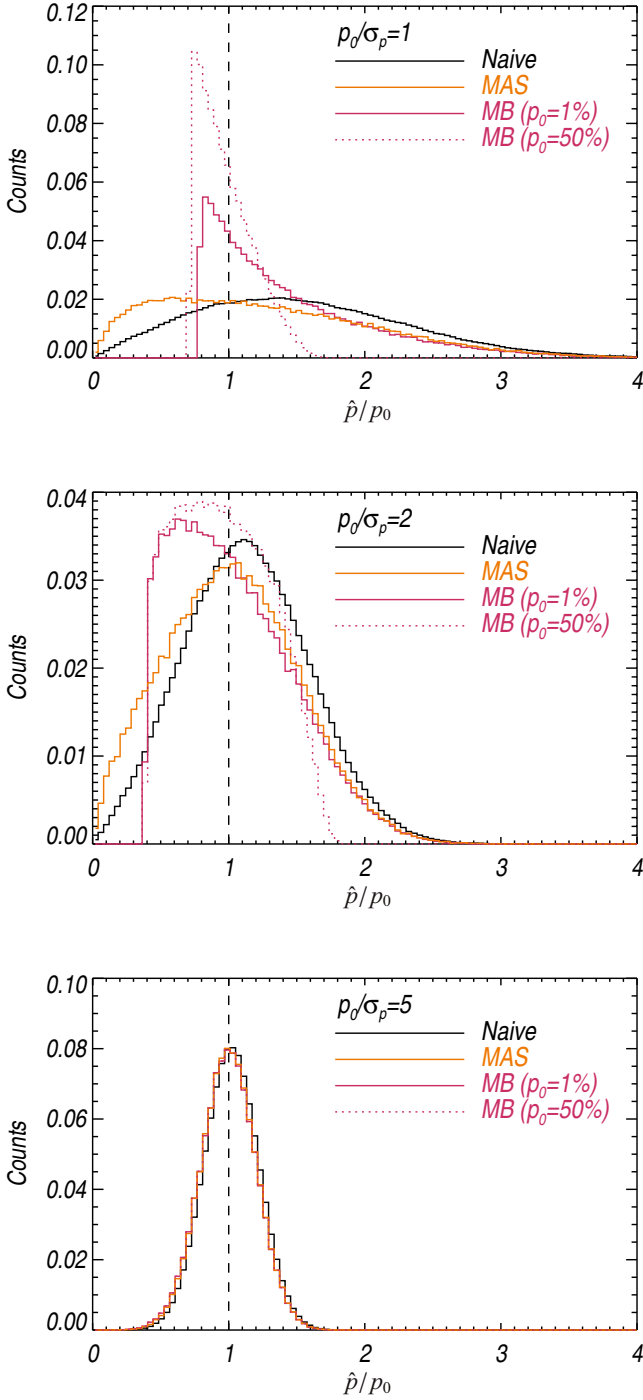 0.12
0.10
0.08
0.06
0.04
0.02
0.00
Counts
p₀/σₚ=1
Naive
MAS
MB (p₀=1%)
MB (p₀=50%)
0 1 2 3 4
p̂/p₀
0.04
0.03
0.02
0.01
0.00
Counts
p₀/σₚ=2
Naive
MAS
MB (p₀=1%)
MB (p₀=50%)
0 1 2 3 4
p̂/p₀
0.10
0.08
0.06
0.04
0.02
0.00
Counts
p₀/σₚ=5
Naive
MAS
MB (p₀=1%)
MB (p₀=50%)
0 1 2 3 4
p̂/p₀